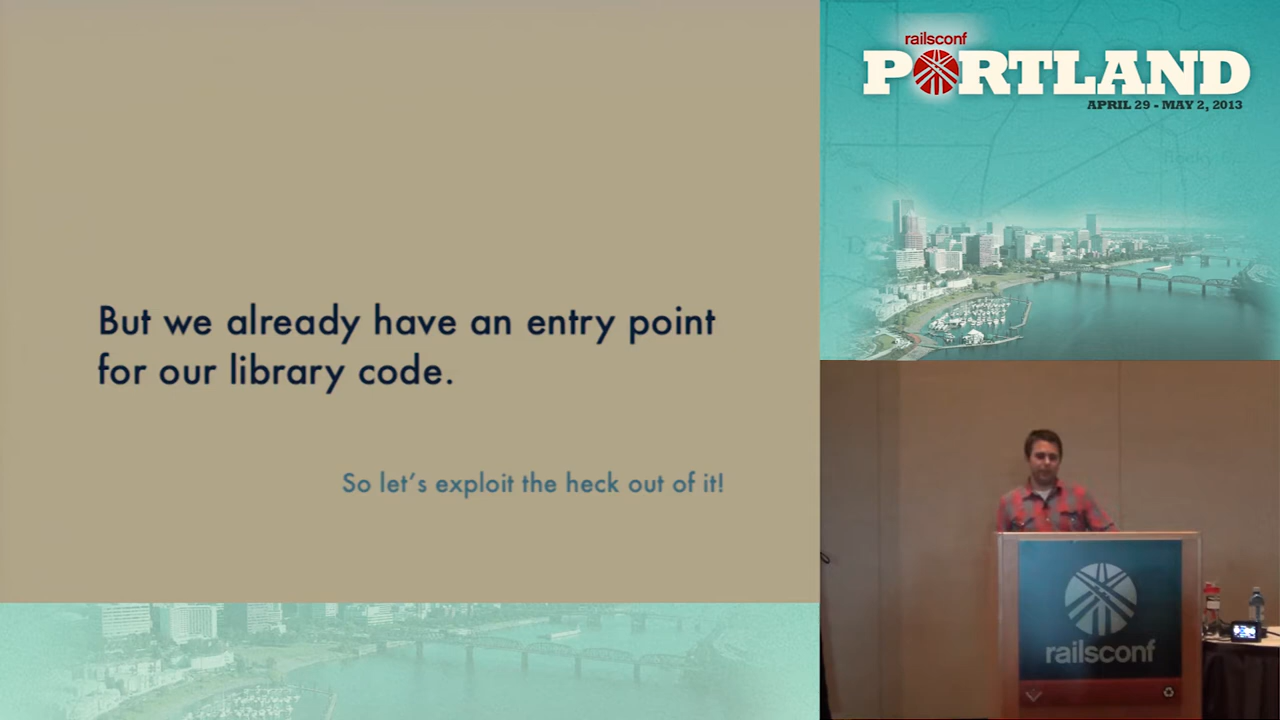 But we already have an entry point
for our library code.
So let's exploit the heck out of it!
railsconf
PORTLAND
APRIL 29 - MAY 2, 2013
railsconf